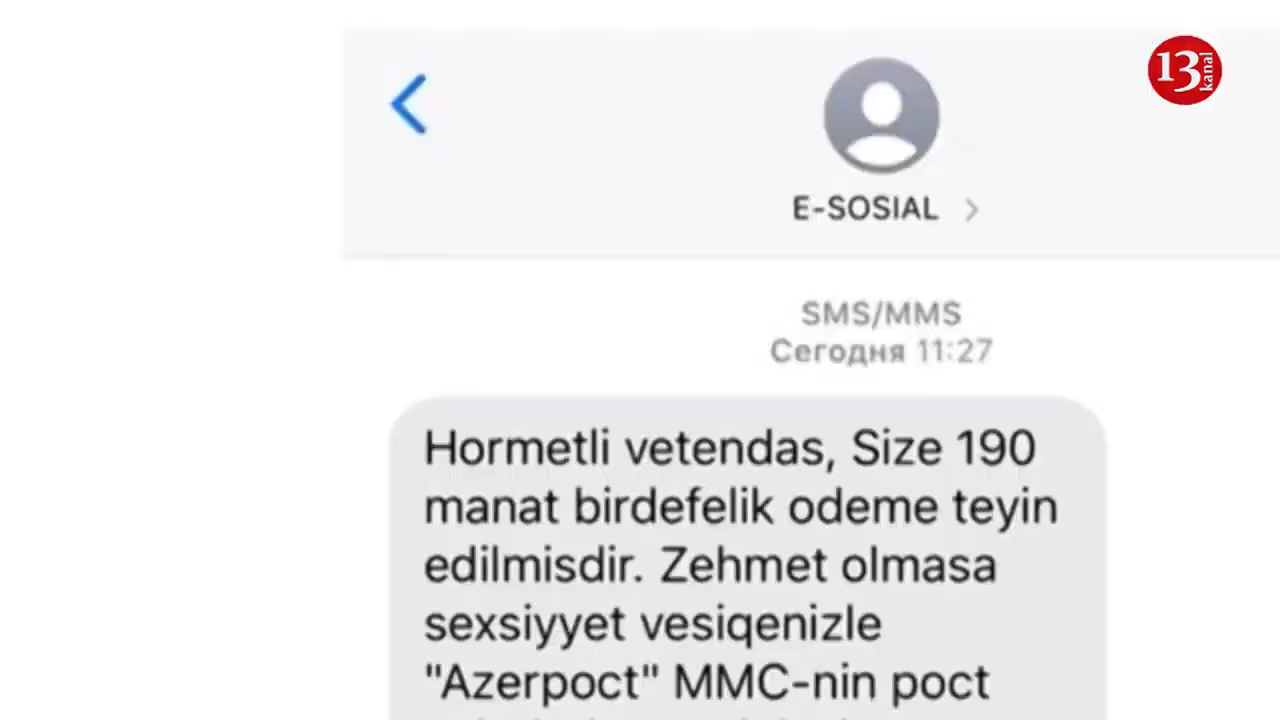 13 kanal
E-SOSIAL
SMS/MMS
Сегодня 11:27
Hormetli vetendas, Size 190
manat birdefelik odeme teyin
edilmisdir. Zehmet olmasa
sexsiyyet vesiqenizle
"Azerpoct" MMC-nin poct